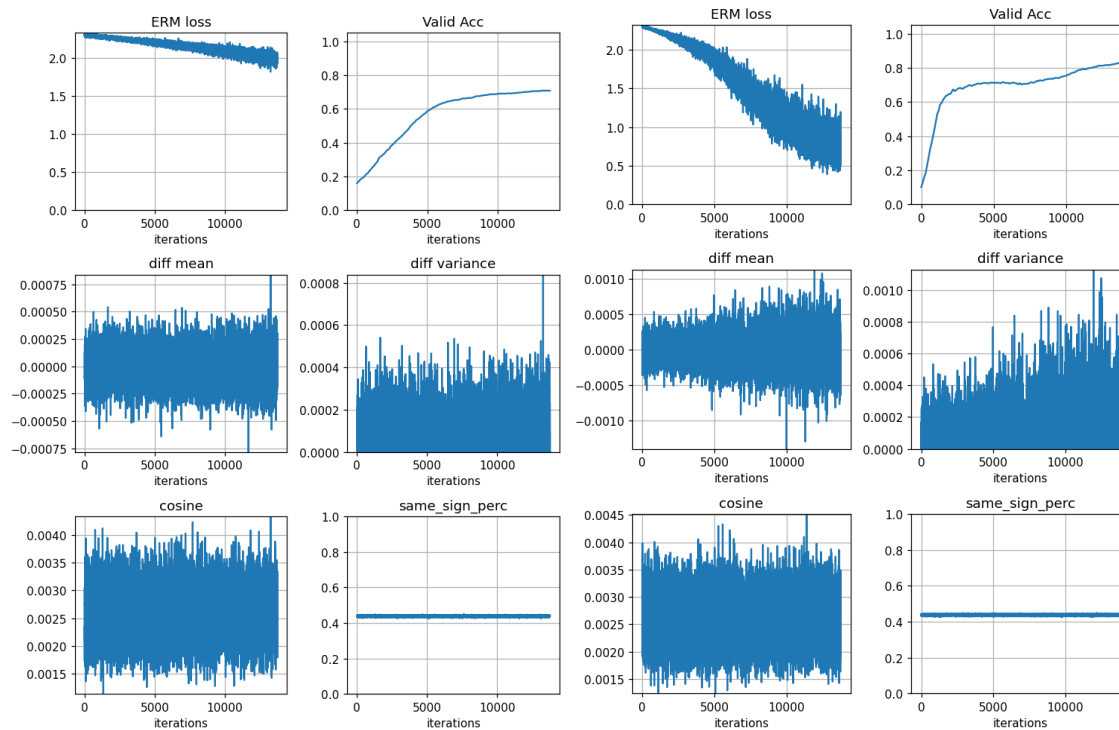 ERM loss
2.0
1.5
1.0
0.5
0.0
0 5000 10000
iterations
Valid Acc
1.0
0.8
0.6
0.4
0.2
0.0
0 5000 10000
iterations
ERM loss
2.0
1.5
1.0
0.5
0.0
0 5000 10000
iterations
Valid Acc
1.0
0.8
0.6
0.4
0.2
0.0
0 5000 10000
iterations
diff mean
0.00075
0.00050
0.00025
0.00000
−0.00025
−0.00050
−0.00075
0 5000 10000
diff variance
0.0008
0.0006
0.0004
0.0002
0.0000
0 5000 10000
diff mean
0.0010
0.0005
0.0000
−0.0005
−0.0010
0 5000 10000
diff variance
0.0010
0.0008
0.0006
0.0004
0.0002
0.0000
0 5000 10000
cosine
0.0040
0.0035
0.0030
0.0025
0.0020
0.0015
0 5000 10000
iterations
same_sign_perc
1.0
0.8
0.6
0.4
0.2
0.0
0 5000 10000
iterations
cosine
0.0045
0.0040
0.0035
0.0030
0.0025
0.0020
0.0015
0 5000 10000
iterations
same_sign_perc
1.0
0.8
0.6
0.4
0.2
0.0
0 5000 10000
iterations